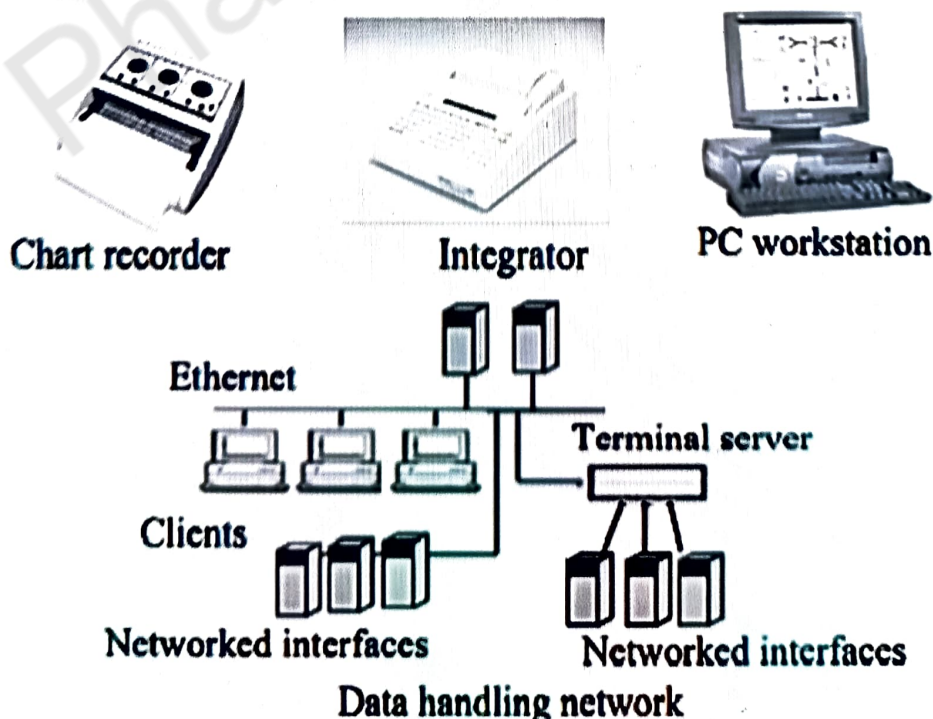 Chart recorder
Integrator
PC workstation
Ethernet
Terminal server
Clients
Networked interfaces
Networked interfaces
Data handling network